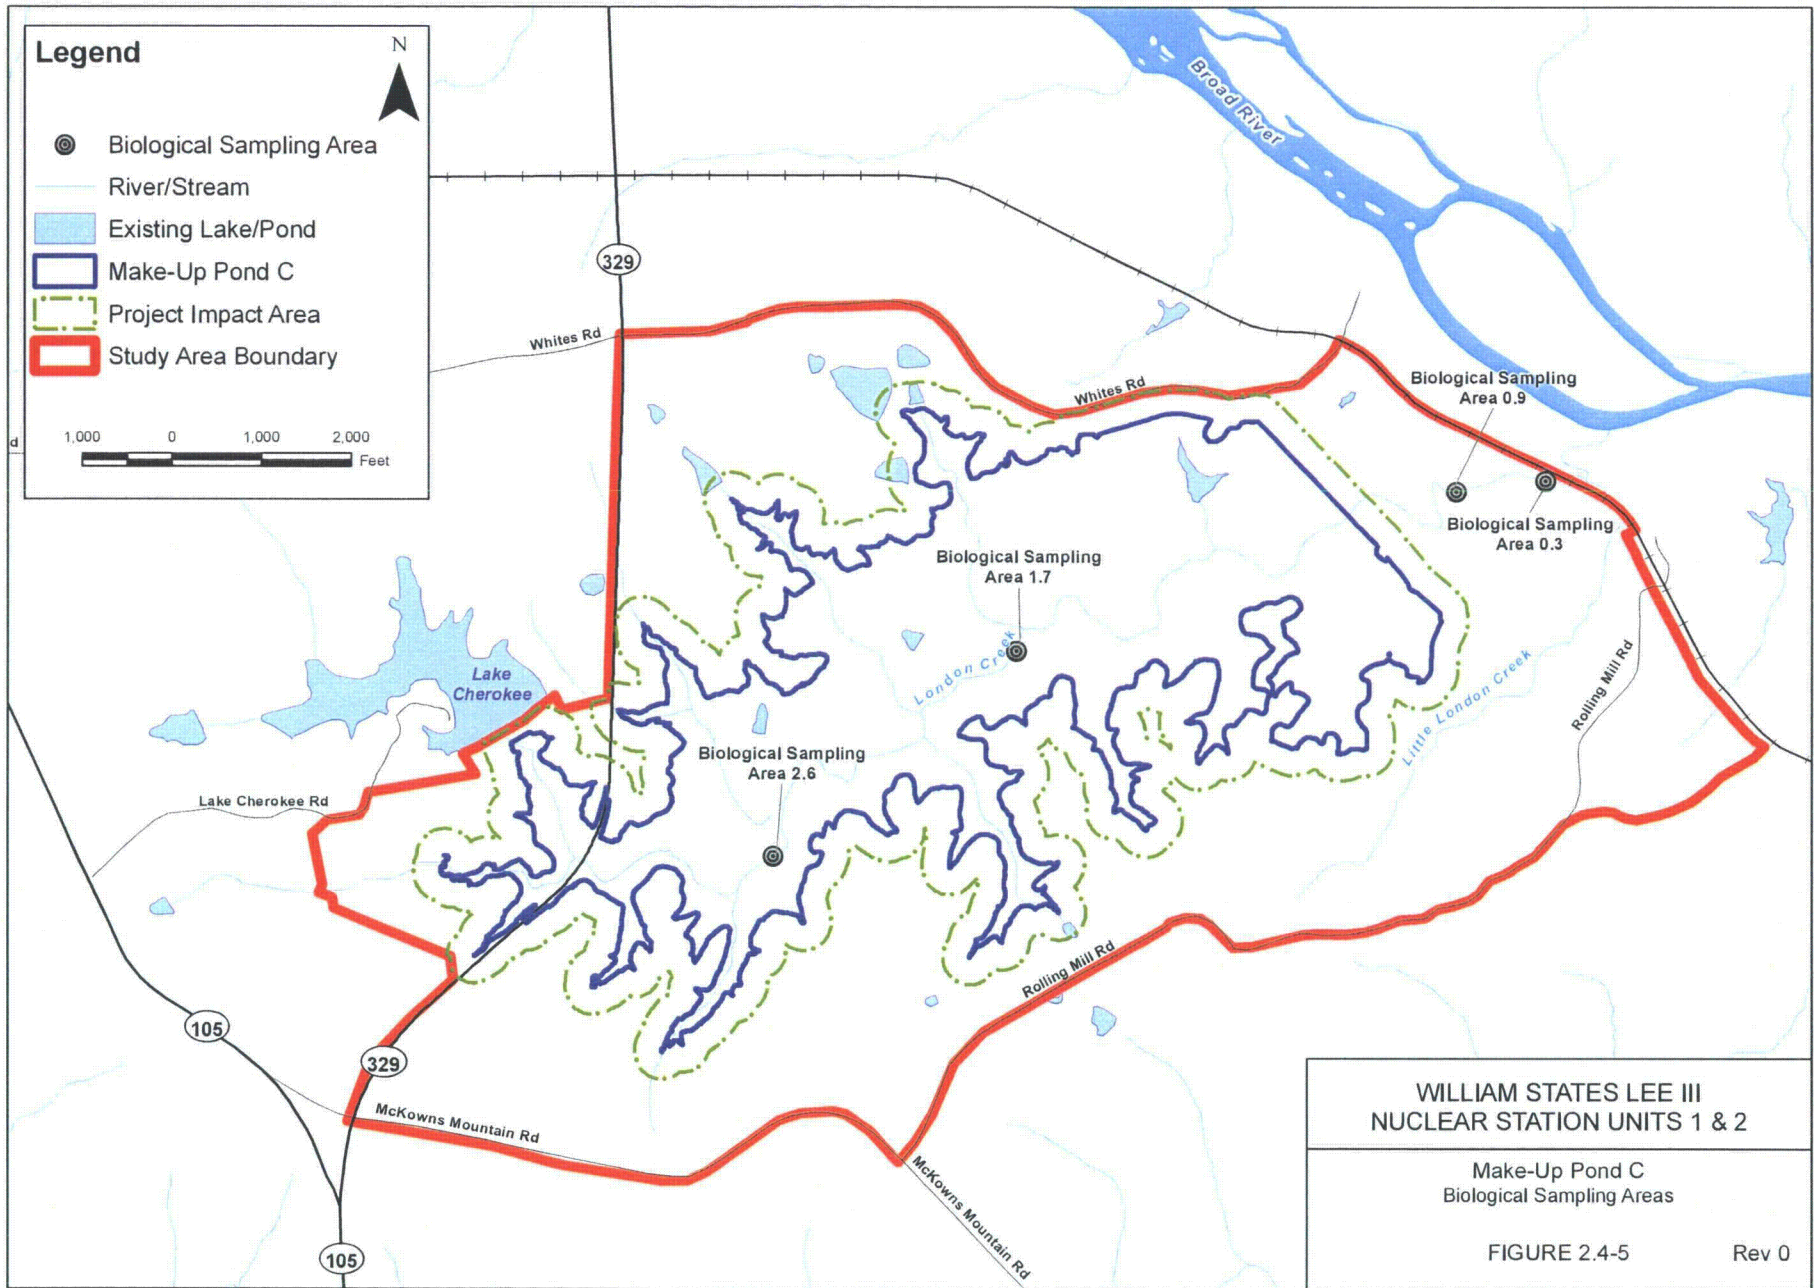 Legend
N
Biological Sampling Area
River/Stream
Existing Lake/Pond
Make-Up Pond C
Project Impact Area
Study Area Boundary
1,000 0 1,000 2,000
Feet
d
329
Broad River
Whites Rd
Whites Rd
Biological Sampling
Area 0.9
Biological Sampling
Area 0.3
Biological Sampling
Area 1.7
London Creek
Little London Creek
Rolling Mill Rd
Lake
Cherokee
Biological Sampling
Area 2.6
Lake Cherokee Rd
Rolling Mill Rd
105
329
McKowns Mountain Rd
McKowns Mountain Rd
105
WILLIAM STATES LEE III
NUCLEAR STATION UNITS 1 & 2
Make-Up Pond C
Biological Sampling Areas
FIGURE 2.4-5 Rev 0